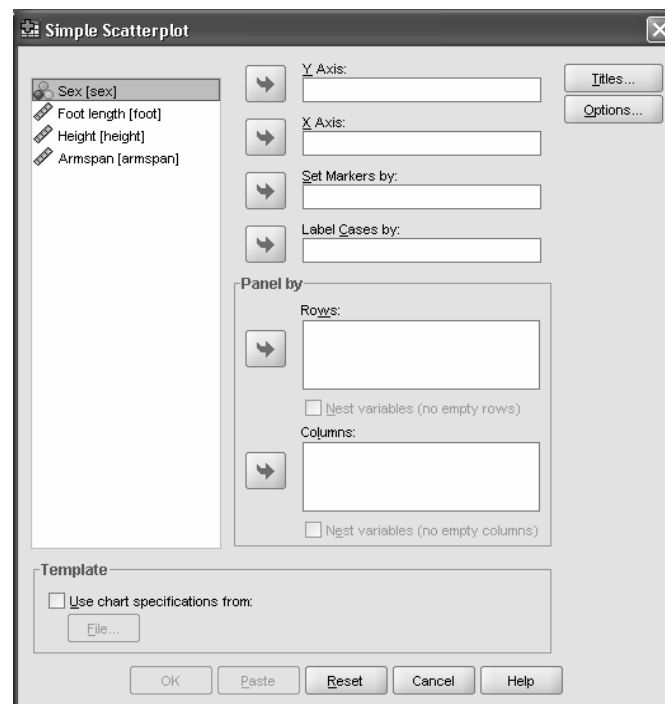 Simple Scatterplot
Sex [sex]
Foot length [foot]
Height [height]
Armspan [armspan]
Y Axis:
X Axis:
Set Markers by:
Label Cases by:
Titles...
Options...
Panel by
Rows:
Nest variables (no empty rows)
Columns:
Nest variables (no empty columns)
Template
Use chart specifications from:
File...
OK
Paste
Reset
Cancel
Help